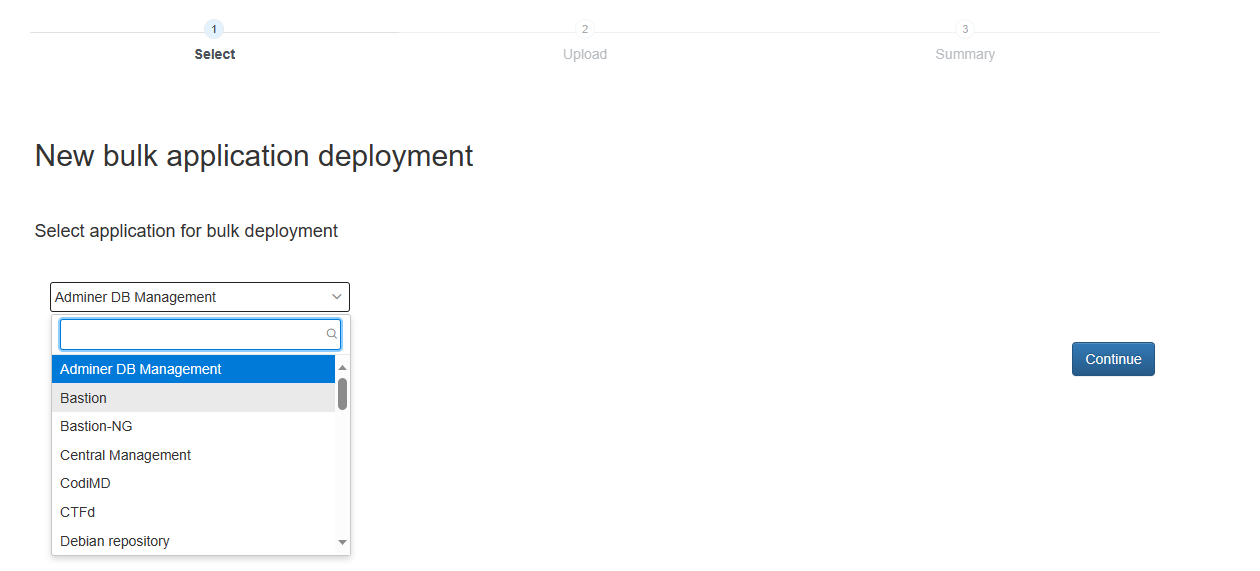 1
2
3
Select
Upload
Summary
New bulk application deployment
Select application for bulk deployment
Adminer DB Management
Adminer DB Management
Bastion
Bastion-NG
Central Management
CodiMD
CTFd
Debian repository
Continue